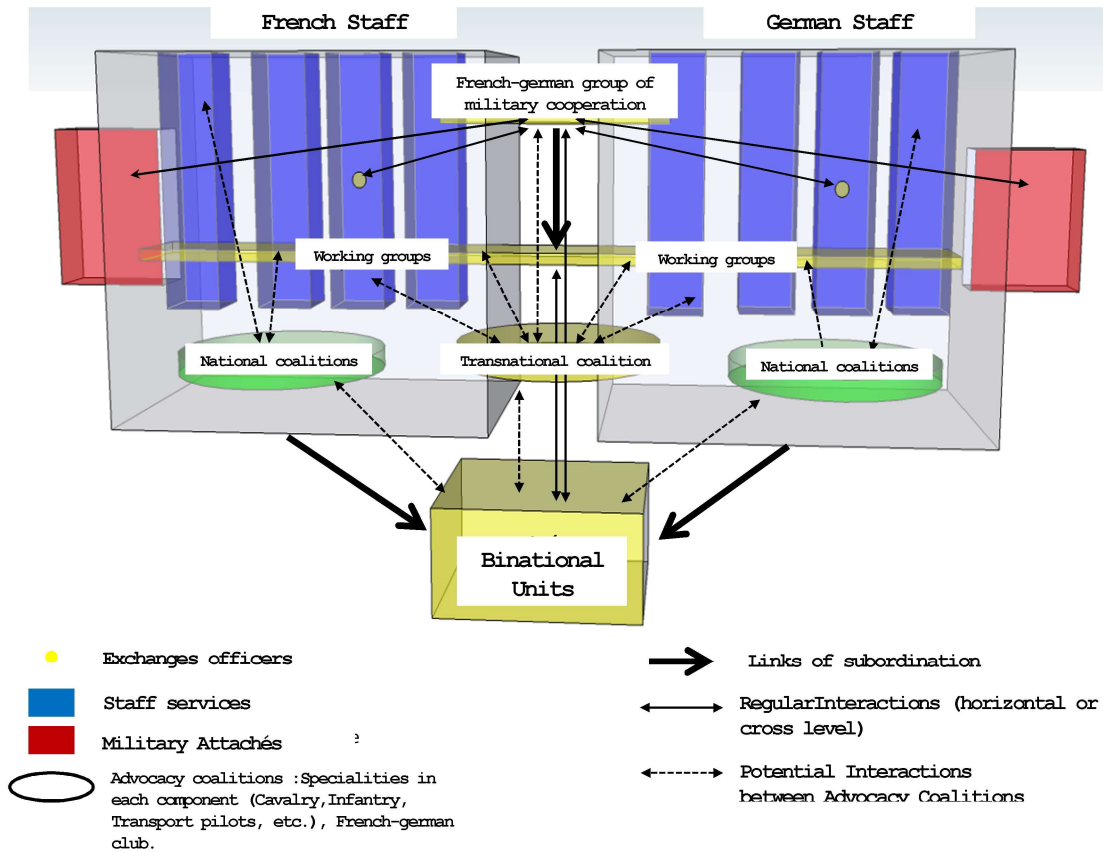 French Staff
German Staff
French-german group of
military cooperation
Working groups
Working groups
National coalitions
Transnational coalition
National coalitions
Binational
Units
Exchanges officers
Staff services
Military Attachés
e
Advocacy coalitions :Specialities in
each component (Cavalry,Infantry,
Transport pilots, etc.), French-german
club.
Links of subordination
RegularInteractions (horizontal or
cross level)
Potential Interactions
between Advocacy Coalitions